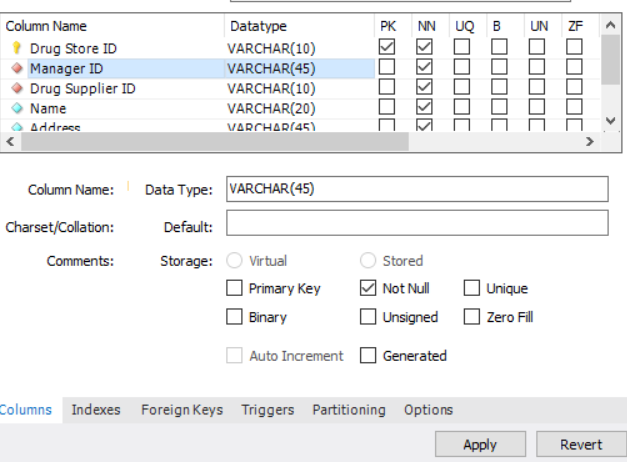 Column Name Datatype PK NN UQ B UN ZF
Drug Store ID VARCHAR(10)
Manager ID VARCHAR(45)
Drug Supplier ID VARCHAR(10)
Name VARCHAR(20)
Address VARCHAR(45)
Column Name: Data Type: VARCHAR(45)
Charset/Collation: Default:
Comments: Storage: Virtual Stored
Primary Key Not Null Unique
Binary Unsigned Zero Fill
Auto Increment Generated
Columns Indexes Foreign Keys Triggers Partitioning Options
Apply Revert